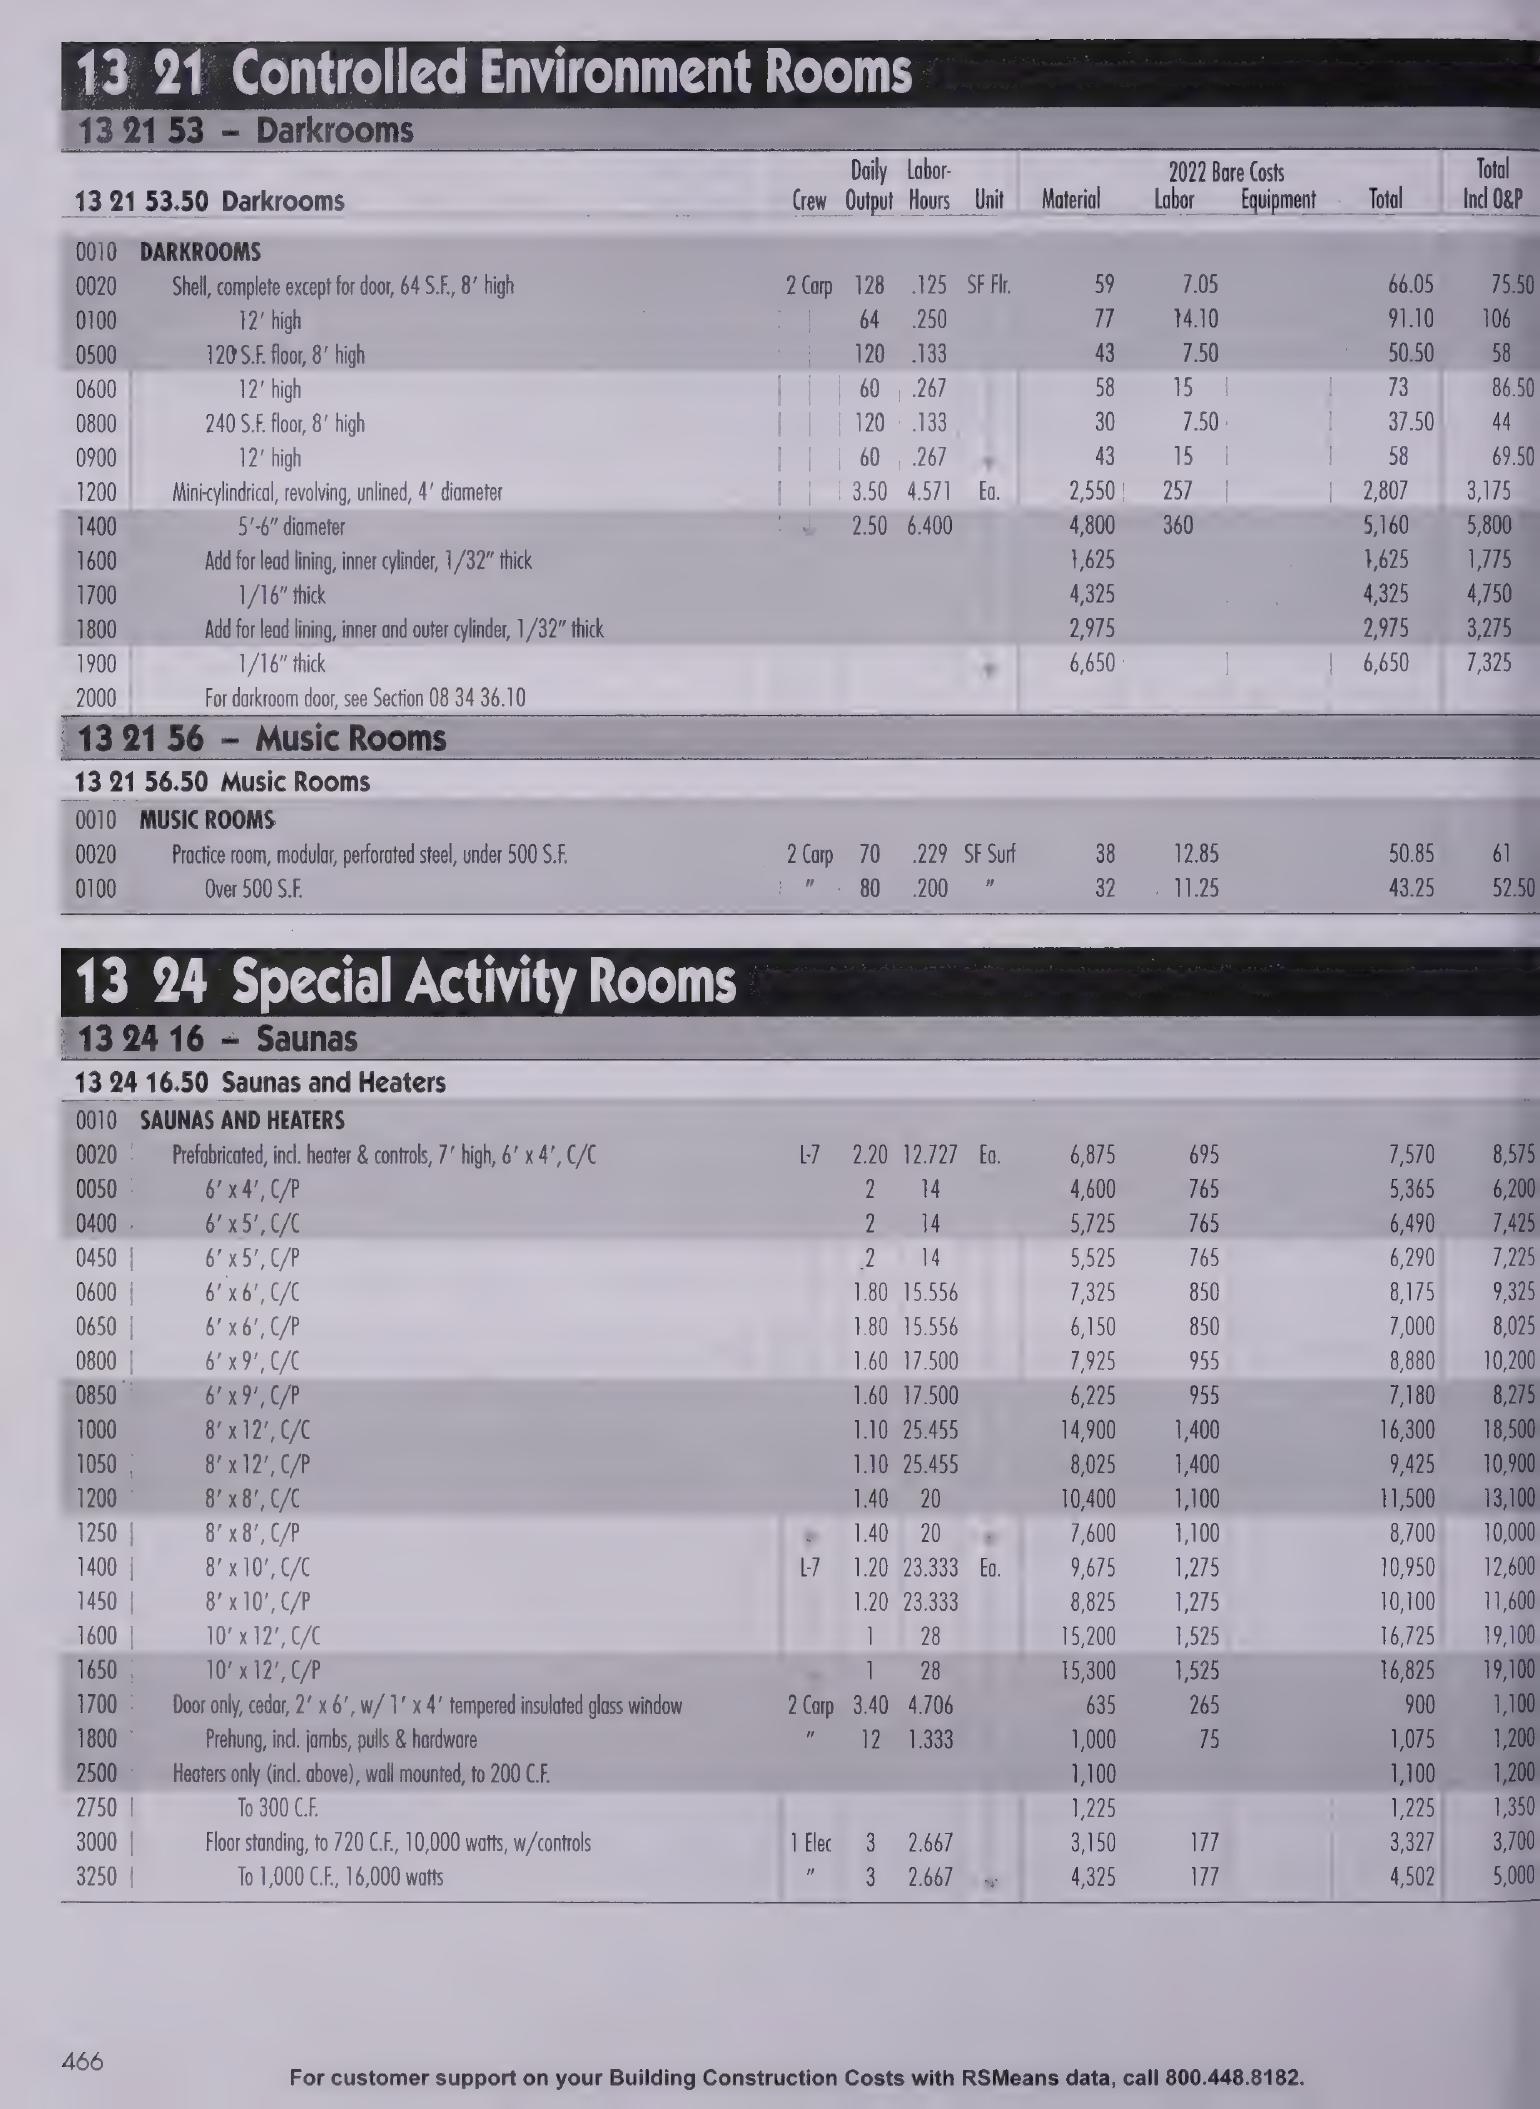 13 21 Controlled Environment Rooms
13 21 53 – Darkrooms
13 21 53.50 Darkrooms Crew Daily Output Labor-Hours Unit Material Labor Equipment Total 2022 Bare Costs Total Incl O&P
0010 DARKROOMS
0020 Shell, complete except for door, 64 S.F., 8' high 2 Carp 128 .125 SF Flr. 59 7.05 66.05 75.50
0100 12' high 64 .250 77 14.10 91.10 106
0500 120 S.F. floor, 8' high 120 .133 43 7.50 50.50 58
0600 12' high 60 .267 58 15 73 86.50
0800 240 S.F. floor, 8' high 120 .133 30 7.50 37.50 44
0900 12' high 60 .267 43 15 58 69.50
1200 Mini-cylindrical, revolving, unlined, 4' diameter 3.50 4.571 Ea. 2,550 257 2,807 3,175
1400 5'-6" diameter 2.50 6.400 4,800 360 5,160 5,800
1600 Add for lead lining, inner cylinder, 1/32" thick 1,625 1,625 1,775
1700 1/16" thick 4,325 4,325 4,750
1800 Add for lead lining, inner and outer cylinder, 1/32" thick 2,975 2,975 3,275
1900 1/16" thick 6,650 6,650 7,325
2000 For darkroom door, see Section 08 34 36.10
13 21 56 – Music Rooms
13 21 56.50 Music Rooms
0010 MUSIC ROOMS
0020 Practice room, modular, perforated steel, under 500 S.F. 2 Carp 70 .229 SF Surf 38 12.85 50.85 61
0100 Over 500 S.F. " 80 .200 " 32 11.25 43.25 52.50
13 24 Special Activity Rooms
13 24 16 – Saunas
13 24 16.50 Saunas and Heaters
0010 SAUNAS AND HEATERS
0020 Prefabricated, incl. heater & controls, 7' high, 6' x 4', C/C L-7 2.20 12.727 Ea. 6,875 695 7,570 8,575
0050 6' x 4', C/P 2 14 4,600 765 5,365 6,200
0400 6' x 5', C/C 2 14 5,725 765 6,490 7,425
0450 6' x 5', C/P 2 14 5,525 765 6,290 7,225
0600 6' x 6', C/C 1.80 15.556 7,325 850 8,175 9,325
0650 6' x 6', C/P 1.80 15.556 6,150 850 7,000 8,025
0800 6' x 9', C/C 1.60 17.500 7,925 955 8,880 10,200
0850 6' x 9', C/P 1.60 17.500 6,225 955 7,180 8,275
1000 8' x 12', C/C 1.10 25.455 14,900 1,400 16,300 18,500
1050 8' x 12', C/P 1.10 25.455 8,025 1,400 9,425 10,900
1200 8' x 8', C/C 1.40 20 10,400 1,100 11,500 13,100
1250 8' x 8', C/P 1.40 20 7,600 1,100 8,700 10,000
1400 8' x 10', C/C L-7 1.20 23.333 Ea. 9,675 1,275 10,950 12,600
1450 8' x 10', C/P 1.20 23.333 8,825 1,275 10,100 11,600
1600 10' x 12', C/C 1 28 15,200 1,525 16,725 19,100
1650 10' x 12', C/P 1 28 15,300 1,525 16,825 19,100
1700 Door only, cedar, 2' x 6', w/ 1' x 4' tempered insulated glass window 2 Carp 3.40 4.706 635 265 900 1,100
1800 Prehung, incl. jambs, pulls & hardware " 12 1.333 1,000 75 1,075 1,200
2500 Heaters only (incl. above), wall mounted, to 200 C.F. 1,100 1,100 1,200
2750 To 300 C.F. 1,225 1,225 1,350
3000 Floor standing, to 720 C.F., 10,000 watts, w/controls 1 Elec 3 2.667 3,150 177 3,327 3,700
3250 To 1,000 C.F., 16,000 watts " 3 2.667 4,325 177 4,502 5,000
466
For customer support on your Building Construction Costs with RSMeans data, call 800.448.8182.